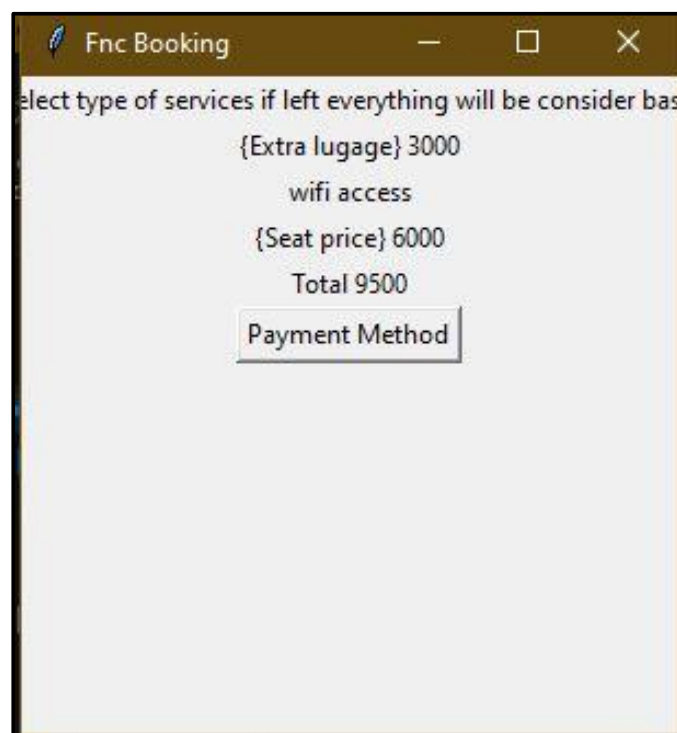 Fnc Booking
elect type of services if left everything will be consider bas
{Extra lugage} 3000
wifi access
{Seat price} 6000
Total 9500
Payment Method